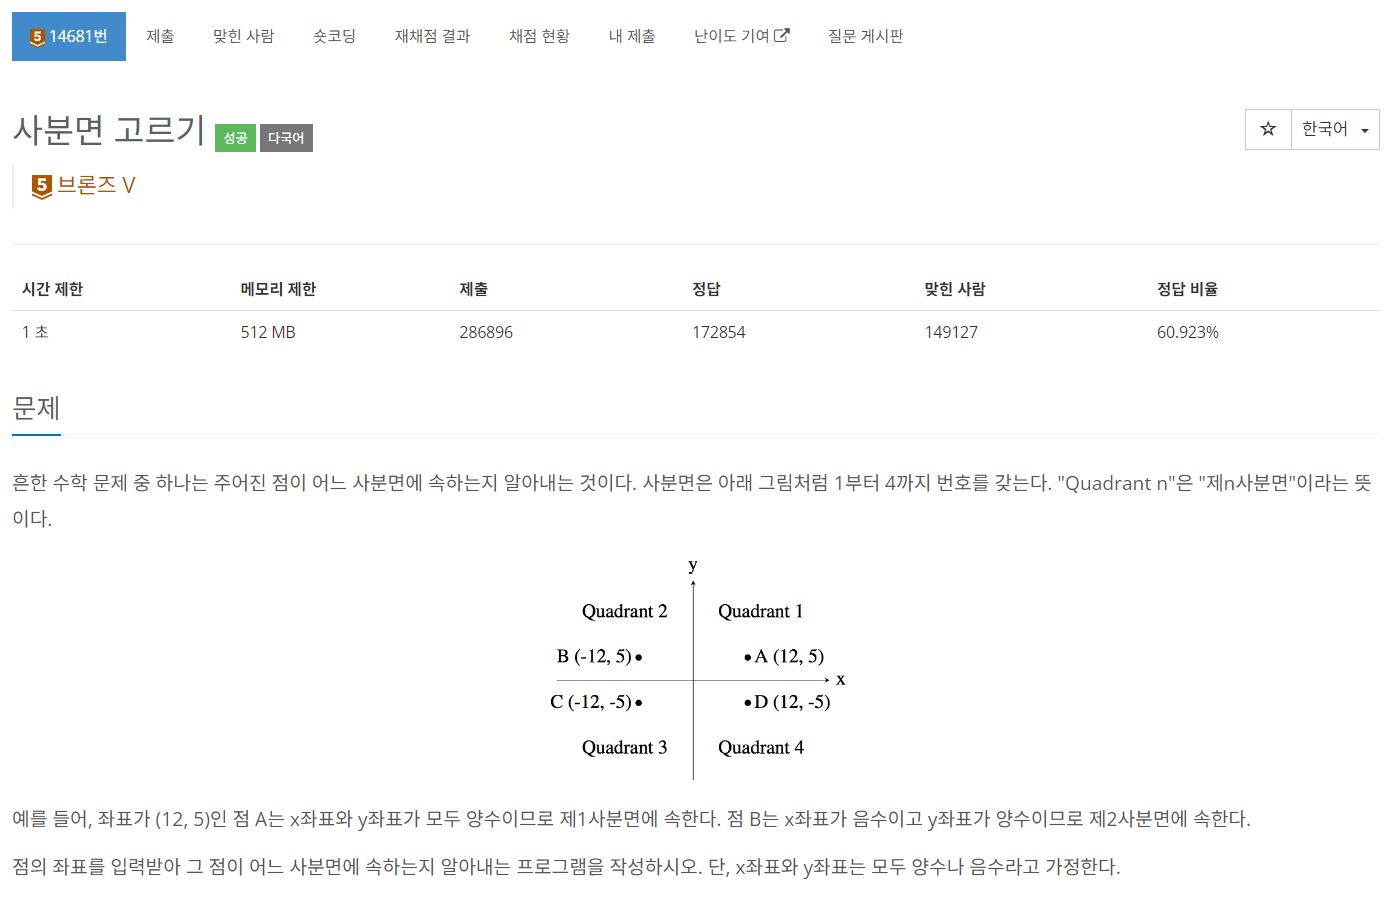 5 14681번 제출 맞힌 사람 숏코딩 재채점 결과 채점 현황 내 제출 난이도 기여 질문 게시판
사분면 고르기 성공 다국어 ☆ 한국어
5 브론즈 V
시간 제한 메모리 제한 제출 정답 맞힌 사람 정답 비율
1 초 512 MB 286896 172854 149127 60.923%
문제
흔한 수학 문제 중 하나는 주어진 점이 어느 사분면에 속하는지 알아내는 것이다. 사분면은 아래 그림처럼 1부터 4까지 번호를 갖는다. "Quadrant n"은 "제n사분면"이라는 뜻
이다.
y
Quadrant 2 Quadrant 1
B (-12, 5) A (12, 5)
x
C (-12, -5) D (12, -5)
Quadrant 3 Quadrant 4
예를 들어, 좌표가 (12, 5)인 점 A는 x좌표와 y좌표가 모두 양수이므로 제1사분면에 속한다. 점 B는 x좌표가 음수이고 y좌표가 양수이므로 제2사분면에 속한다.
점의 좌표를 입력받아 그 점이 어느 사분면에 속하는지 알아내는 프로그램을 작성하시오. 단, x좌표와 y좌표는 모두 양수나 음수라고 가정한다.